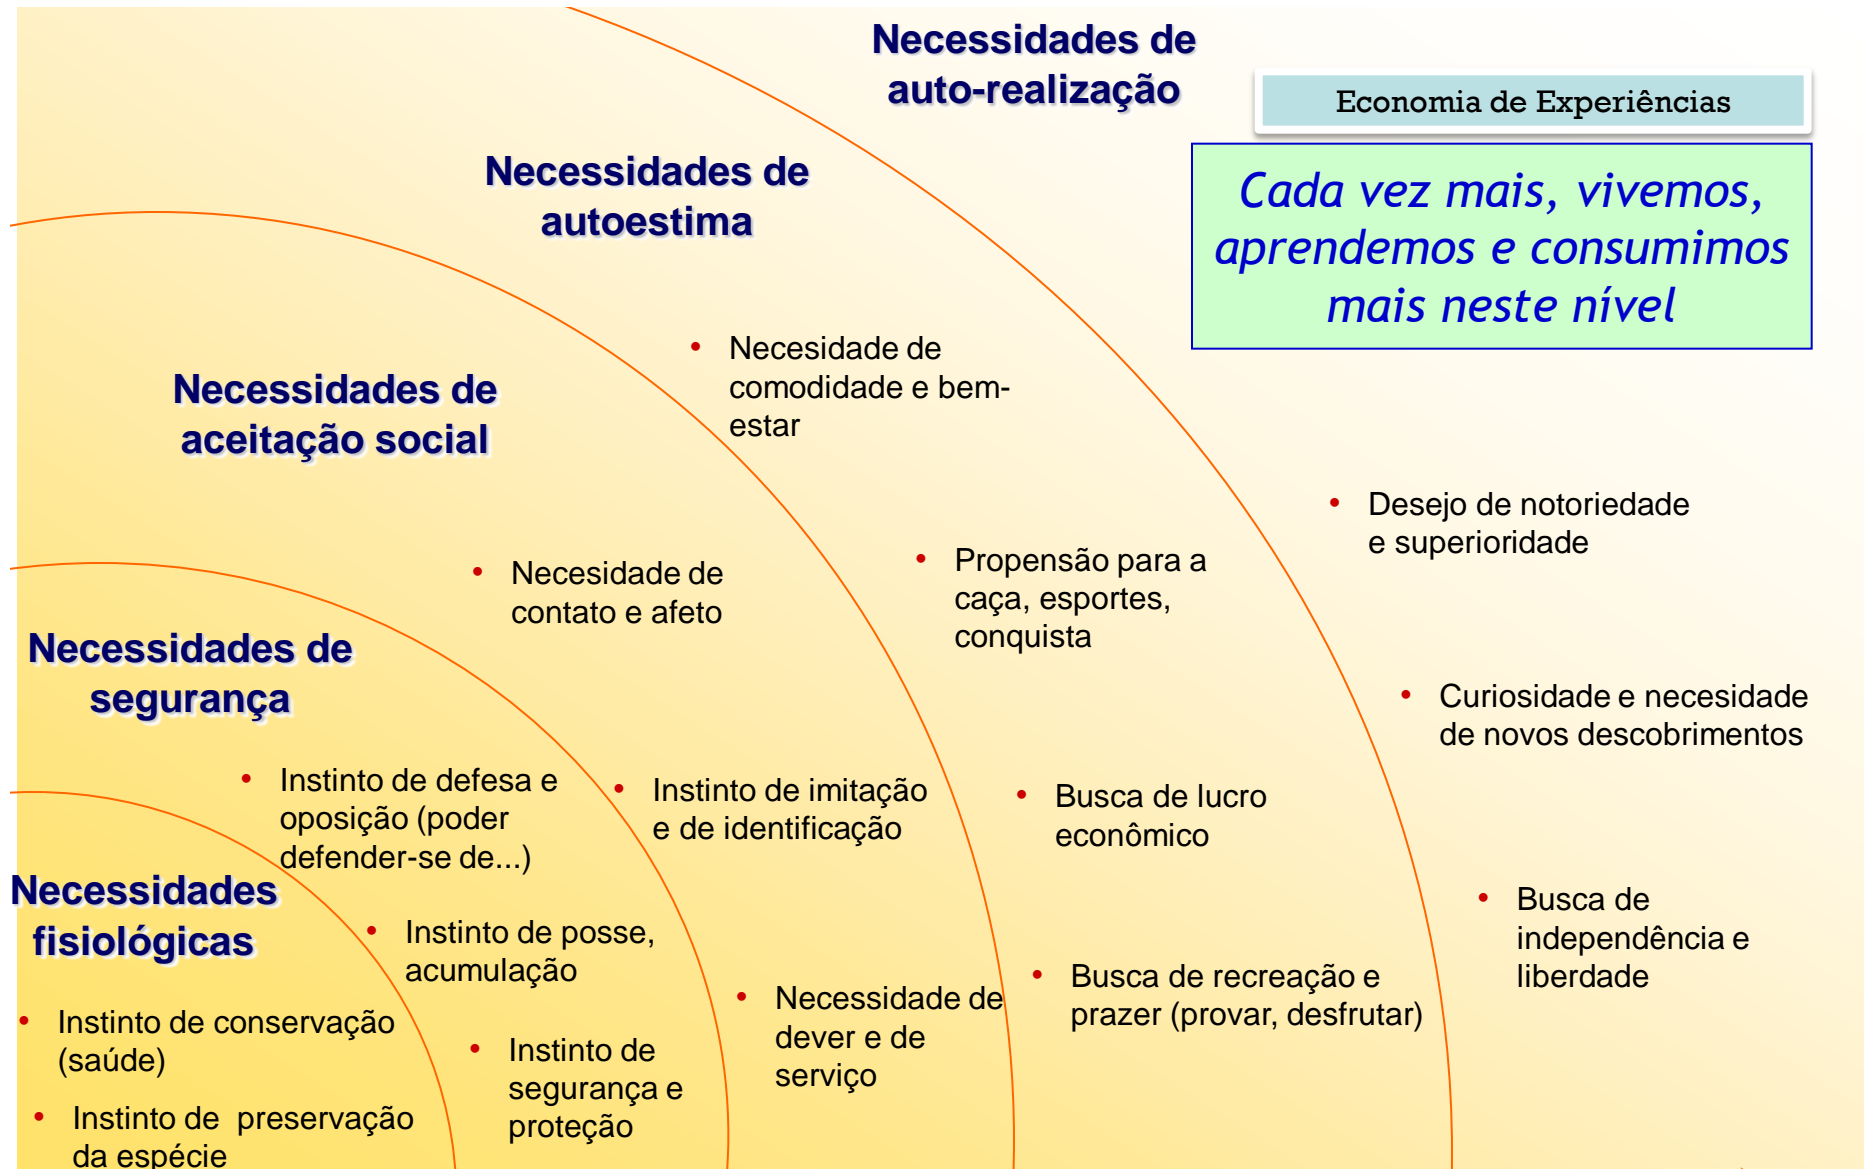 Necessidades de
auto-realização
Economia de Experiências
Cada vez mais, vivemos,
aprendemos e consumimos
mais neste nível
Necessidades de
autoestima
Necessidades de
aceitação social
Necessidades de
segurança
Necessidades
fisiológicas
• Necesidade de
comodidade e bem-
estar
• Desejo de notoriedade
e superioridade
• Necesidade de
contato e afeto
• Propensão para a
caça, esportes,
conquista
• Curiosidade e necesidade
de novos descobrimentos
• Instinto de defesa e
oposição (poder
defender-se de...)
• Instinto de imitação
e de identificação
• Busca de lucro
econômico
• Busca de
independência e
liberdade
• Instinto de posse,
acumulação
• Necessidade de
dever e de
serviço
• Busca de recreação e
prazer (provar, desfrutar)
• Instinto de conservação
(saúde)
• Instinto de
segurança e
proteção
• Instinto de preservação
da espécie